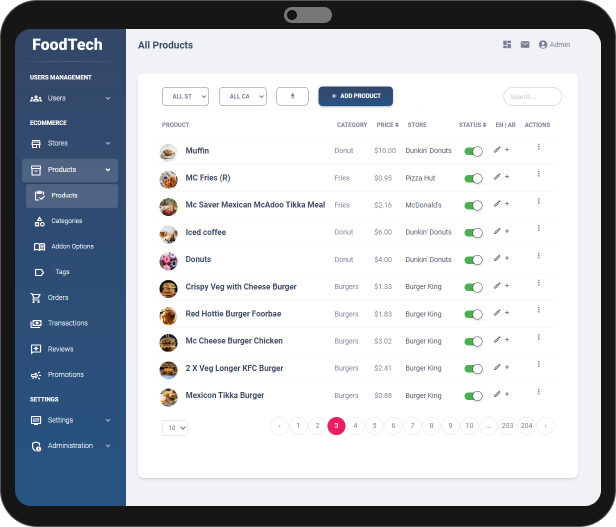 FoodTech
All Products
Admin
USERS MANAGEMENT
Users
ECOMMERCE
Stores
Products
Products
Categories
Addon Options
Tags
Orders
Transactions
Reviews
Promotions
SETTINGS
Settings
Administration
ALL ST
ALL CA
+ ADD PRODUCT
Search...
PRODUCT CATEGORY PRICE STORE STATUS EN | AR ACTIONS
Muffin Donut $10.00 Dunkin' Donuts +
MC Fries (R) Fries $0.95 Pizza Hut +
Mc Saver Mexican McAdoo Tikka Meal Fries $2.16 McDonald's +
Iced coffee Donut $6.00 Dunkin' Donuts +
Donuts Donut $4.00 Dunkin' Donuts +
Crispy Veg with Cheese Burger Burgers $1.33 Burger King +
Red Hottie Burger Foorbae Burgers $1.83 Burger King +
Mc Cheese Burger Chicken Burgers $3.02 Burger King +
2 X Veg Longer KFC Burger Burgers $2.41 Burger King +
Mexicon Tikka Burger Burgers $0.88 Burger King +
10
‹ 1 2 3 4 5 6 7 8 9 10 ... 203 204 ›